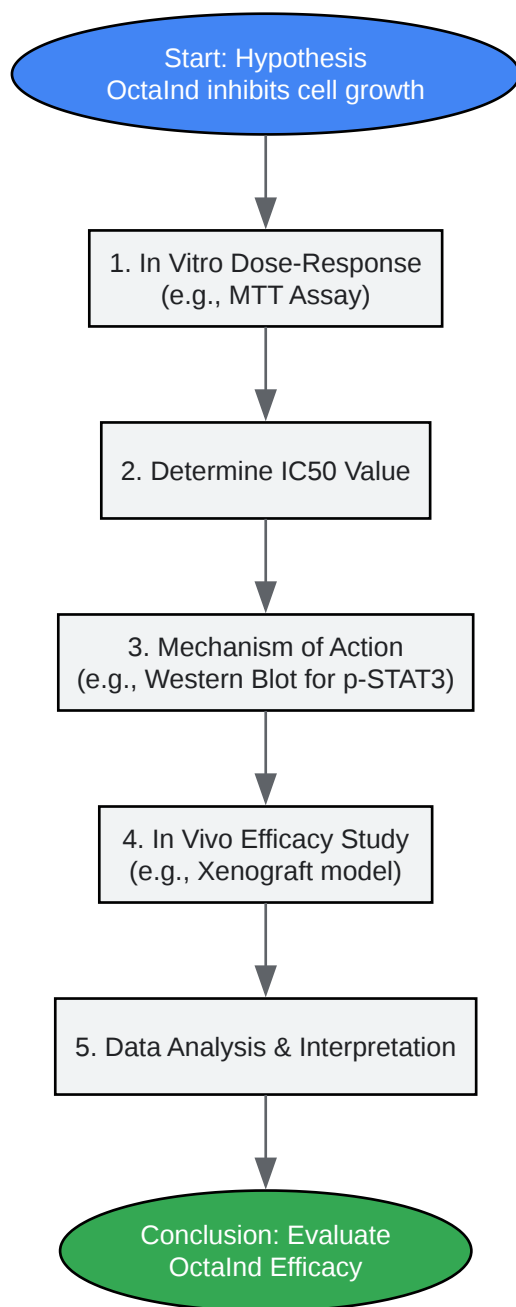 Start: Hypothesis
OctaInd inhibits cell growth
1. In Vitro Dose-Response
(e.g., MTT Assay)
2. Determine IC50 Value
3. Mechanism of Action
(e.g., Western Blot for p-STAT3)
4. In Vivo Efficacy Study
(e.g., Xenograft model)
5. Data Analysis & Interpretation
Conclusion: Evaluate
OctaInd Efficacy